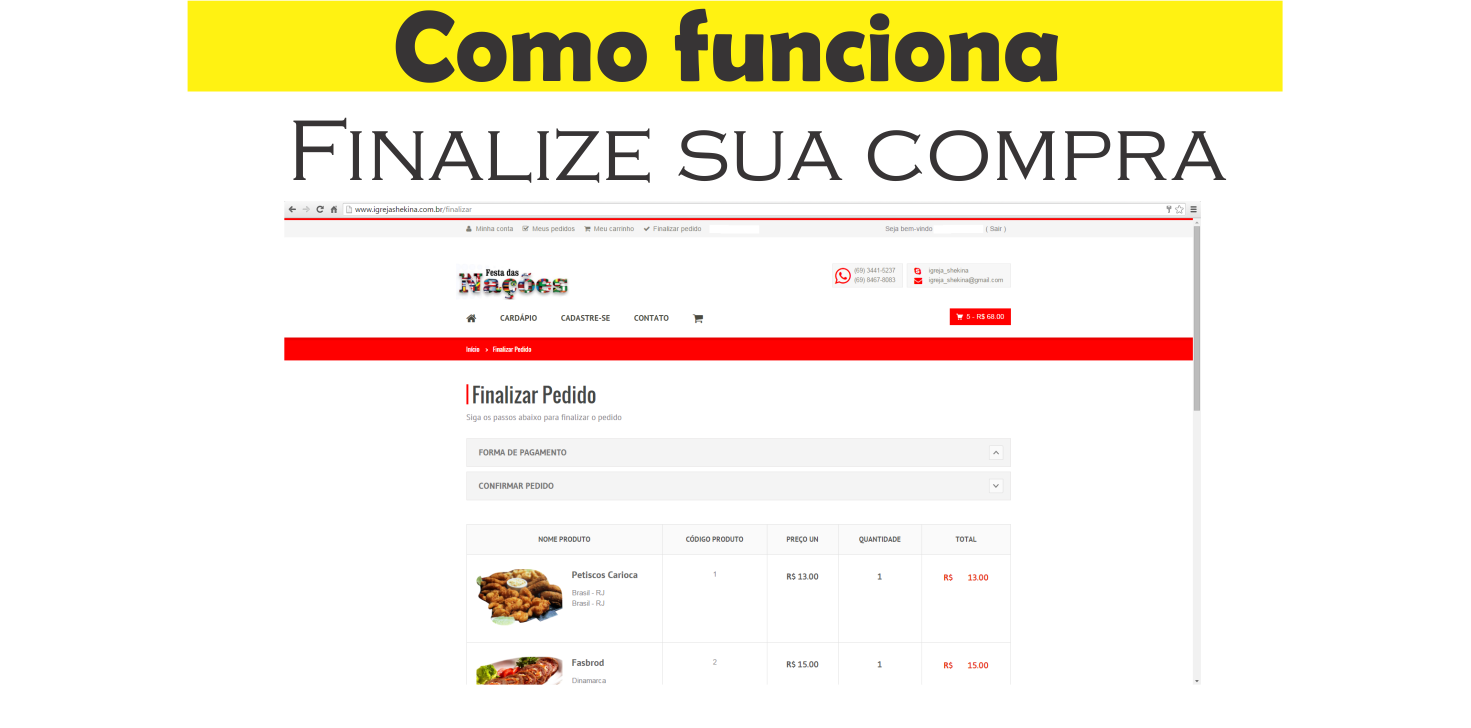 Como funciona
FINALIZE SUA COMPRA
www.igrejashekina.com.br/finalizar
Minha conta Meus pedidos Meu carrinho Finalizar pedido Seja bem-vindo ( Sair )
Festa das
Nações
(69) 3441-5237
(69) 8467-8083
igreja_shekina
igreja_shekina@gmail.com
CARDÁPIO CADASTRE-SE CONTATO
5 - R$ 68.00
Início > Finalizar Pedido
Finalizar Pedido
Siga os passos abaixo para finalizar o pedido
FORMA DE PAGAMENTO
CONFIRMAR PEDIDO
NOME PRODUTO CÓDIGO PRODUTO PREÇO UN QUANTIDADE TOTAL
Petiscos Carioca 1 R$ 13.00 1 R$ 13.00
Brasil - RJ
Brasil - RJ
Fasbrod 2 R$ 15.00 1 R$ 15.00
Dinamarca